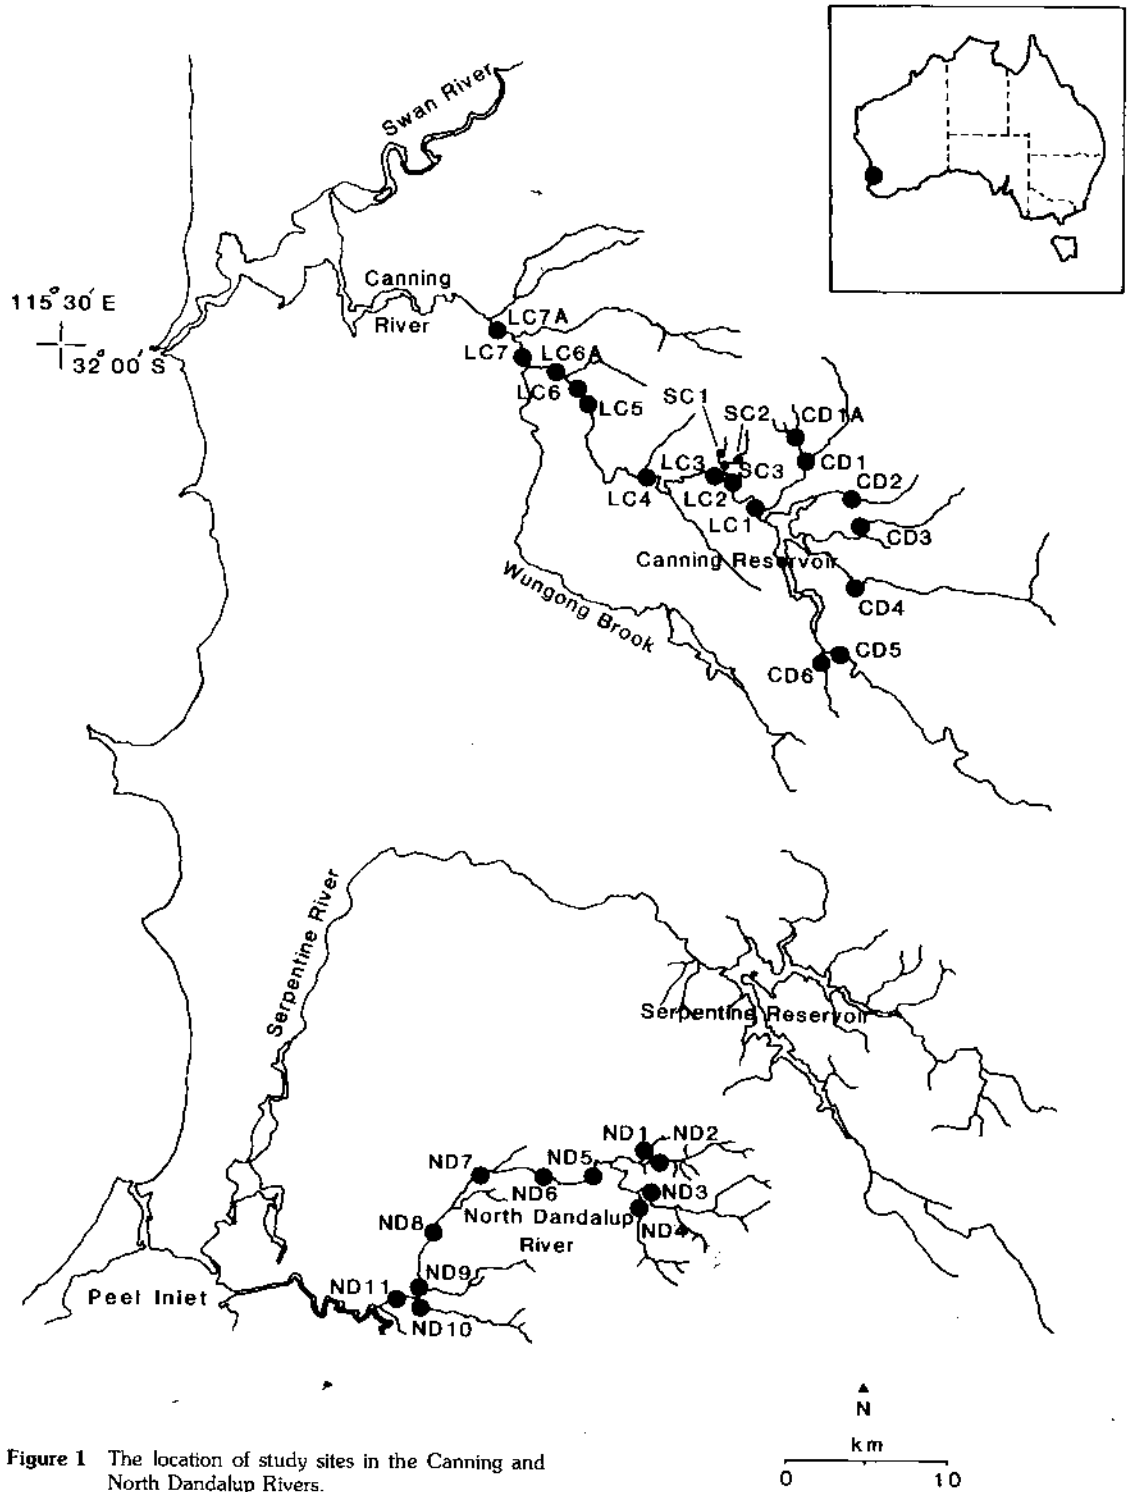 Swan River
115°30′ E
32°00′ S
Canning
River
LC7A
LC7
LC6A
LC6
LC5
SC1
SC2
CD1A
LC3
SC3
CD1
LC4
LC2
CD2
LC1
CD3
Canning Reservoir
Wungong Brook
CD4
CD5
CD6
Serpentine River
Serpentine Reservoir
ND1
ND2
ND7
ND5
ND6
ND3
ND8
North Dandalup
River
ND4
ND9
ND11
Peel Inlet
ND10
N
km
0
10
Figure 1 The location of study sites in the Canning and
North Dandalup Rivers.